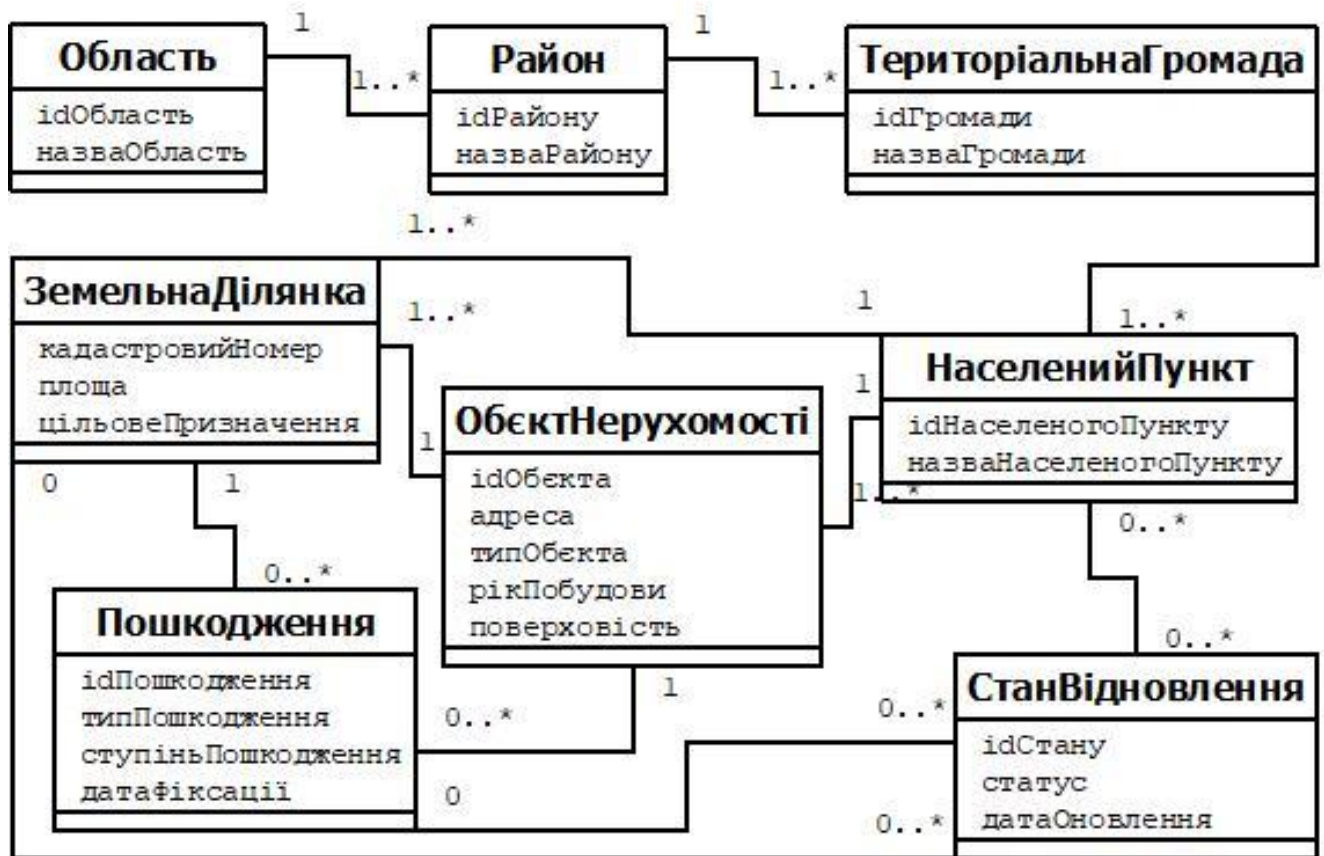 1
1
Область
Район
ТериторіальнаГромада
1..*
1..*
idОбласть
назваОбласть
idРайону
назваРайону
idГромади
назваГромади
1..*
ЗемельнаДілянка
1..*
1
1..*
кадастровийНомер
площа
цільовеПризначення
НаселенийПункт
1
idНаселеногоПункту
назваНаселеногоПункту
ОбєктНерухомості
1
idОбєкта
адреса
типОбєкта
рікПобудови
поверховість
1..*
0
1
0..*
0..*
0..*
Пошкодження
idПошкодження
типПошкодження
ступіньПошкодження
датаФіксації
1
0..*
0
0..*
0..*
СтанВідновлення
idСтану
статус
датаОновлення